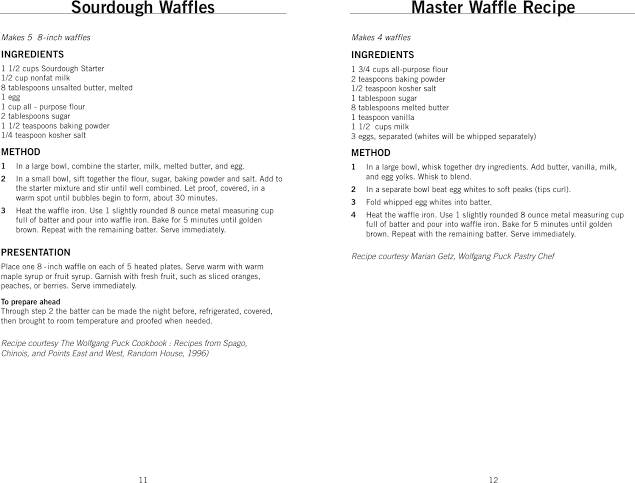 Sourdough Waffles
Makes 5 8-inch waffles
INGREDIENTS
1 1/2 cups Sourdough Starter
1/2 cup nonfat milk
8 tablespoons unsalted butter, melted
1 egg
1 cup all - purpose flour
2 tablespoons sugar
1 1/2 teaspoons baking powder
1/4 teaspoon kosher salt
METHOD
1 In a large bowl, combine the starter, milk, melted butter, and egg.
2 In a small bowl, sift together the flour, sugar, baking powder and salt. Add to
the starter mixture and stir until well combined. Let proof, covered, in a
warm spot until bubbles begin to form, about 30 minutes.
3 Heat the waffle iron. Use 1 slightly rounded 8 ounce metal measuring cup
full of batter and pour into waffle iron. Bake for 5 minutes until golden
brown. Repeat with the remaining batter. Serve immediately.
PRESENTATION
Place one 8 - inch waffle on each of 5 heated plates. Serve warm with warm
maple syrup or fruit syrup. Garnish with fresh fruit, such as sliced oranges,
peaches, or berries. Serve immediately.
To prepare ahead
Through step 2 the batter can be made the night before, refrigerated, covered,
then brought to room temperature and proofed when needed.
Recipe courtesy The Wolfgang Puck Cookbook : Recipes from Spago,
Chinois, and Points East and West, Random House, 1996)
11
Master Waffle Recipe
Makes 4 waffles
INGREDIENTS
1 3/4 cups all-purpose flour
2 teaspoons baking powder
1/2 teaspoon kosher salt
1 tablespoon sugar
8 tablespoons melted butter
1 teaspoon vanilla
1 1/2 cups milk
3 eggs, separated (whites will be whipped separately)
METHOD
1 In a large bowl, whisk together dry ingredients. Add butter, vanilla, milk,
and egg yolks. Whisk to blend.
2 In a separate bowl beat egg whites to soft peaks (tips curl).
3 Fold whipped egg whites into batter.
4 Heat the waffle iron. Use 1 slightly rounded 8 ounce metal measuring cup
full of batter and pour into waffle iron. Bake for 5 minutes until golden
brown. Repeat with the remaining batter. Serve immediately.
Recipe courtesy Marian Getz, Wolfgang Puck Pastry Chef
12